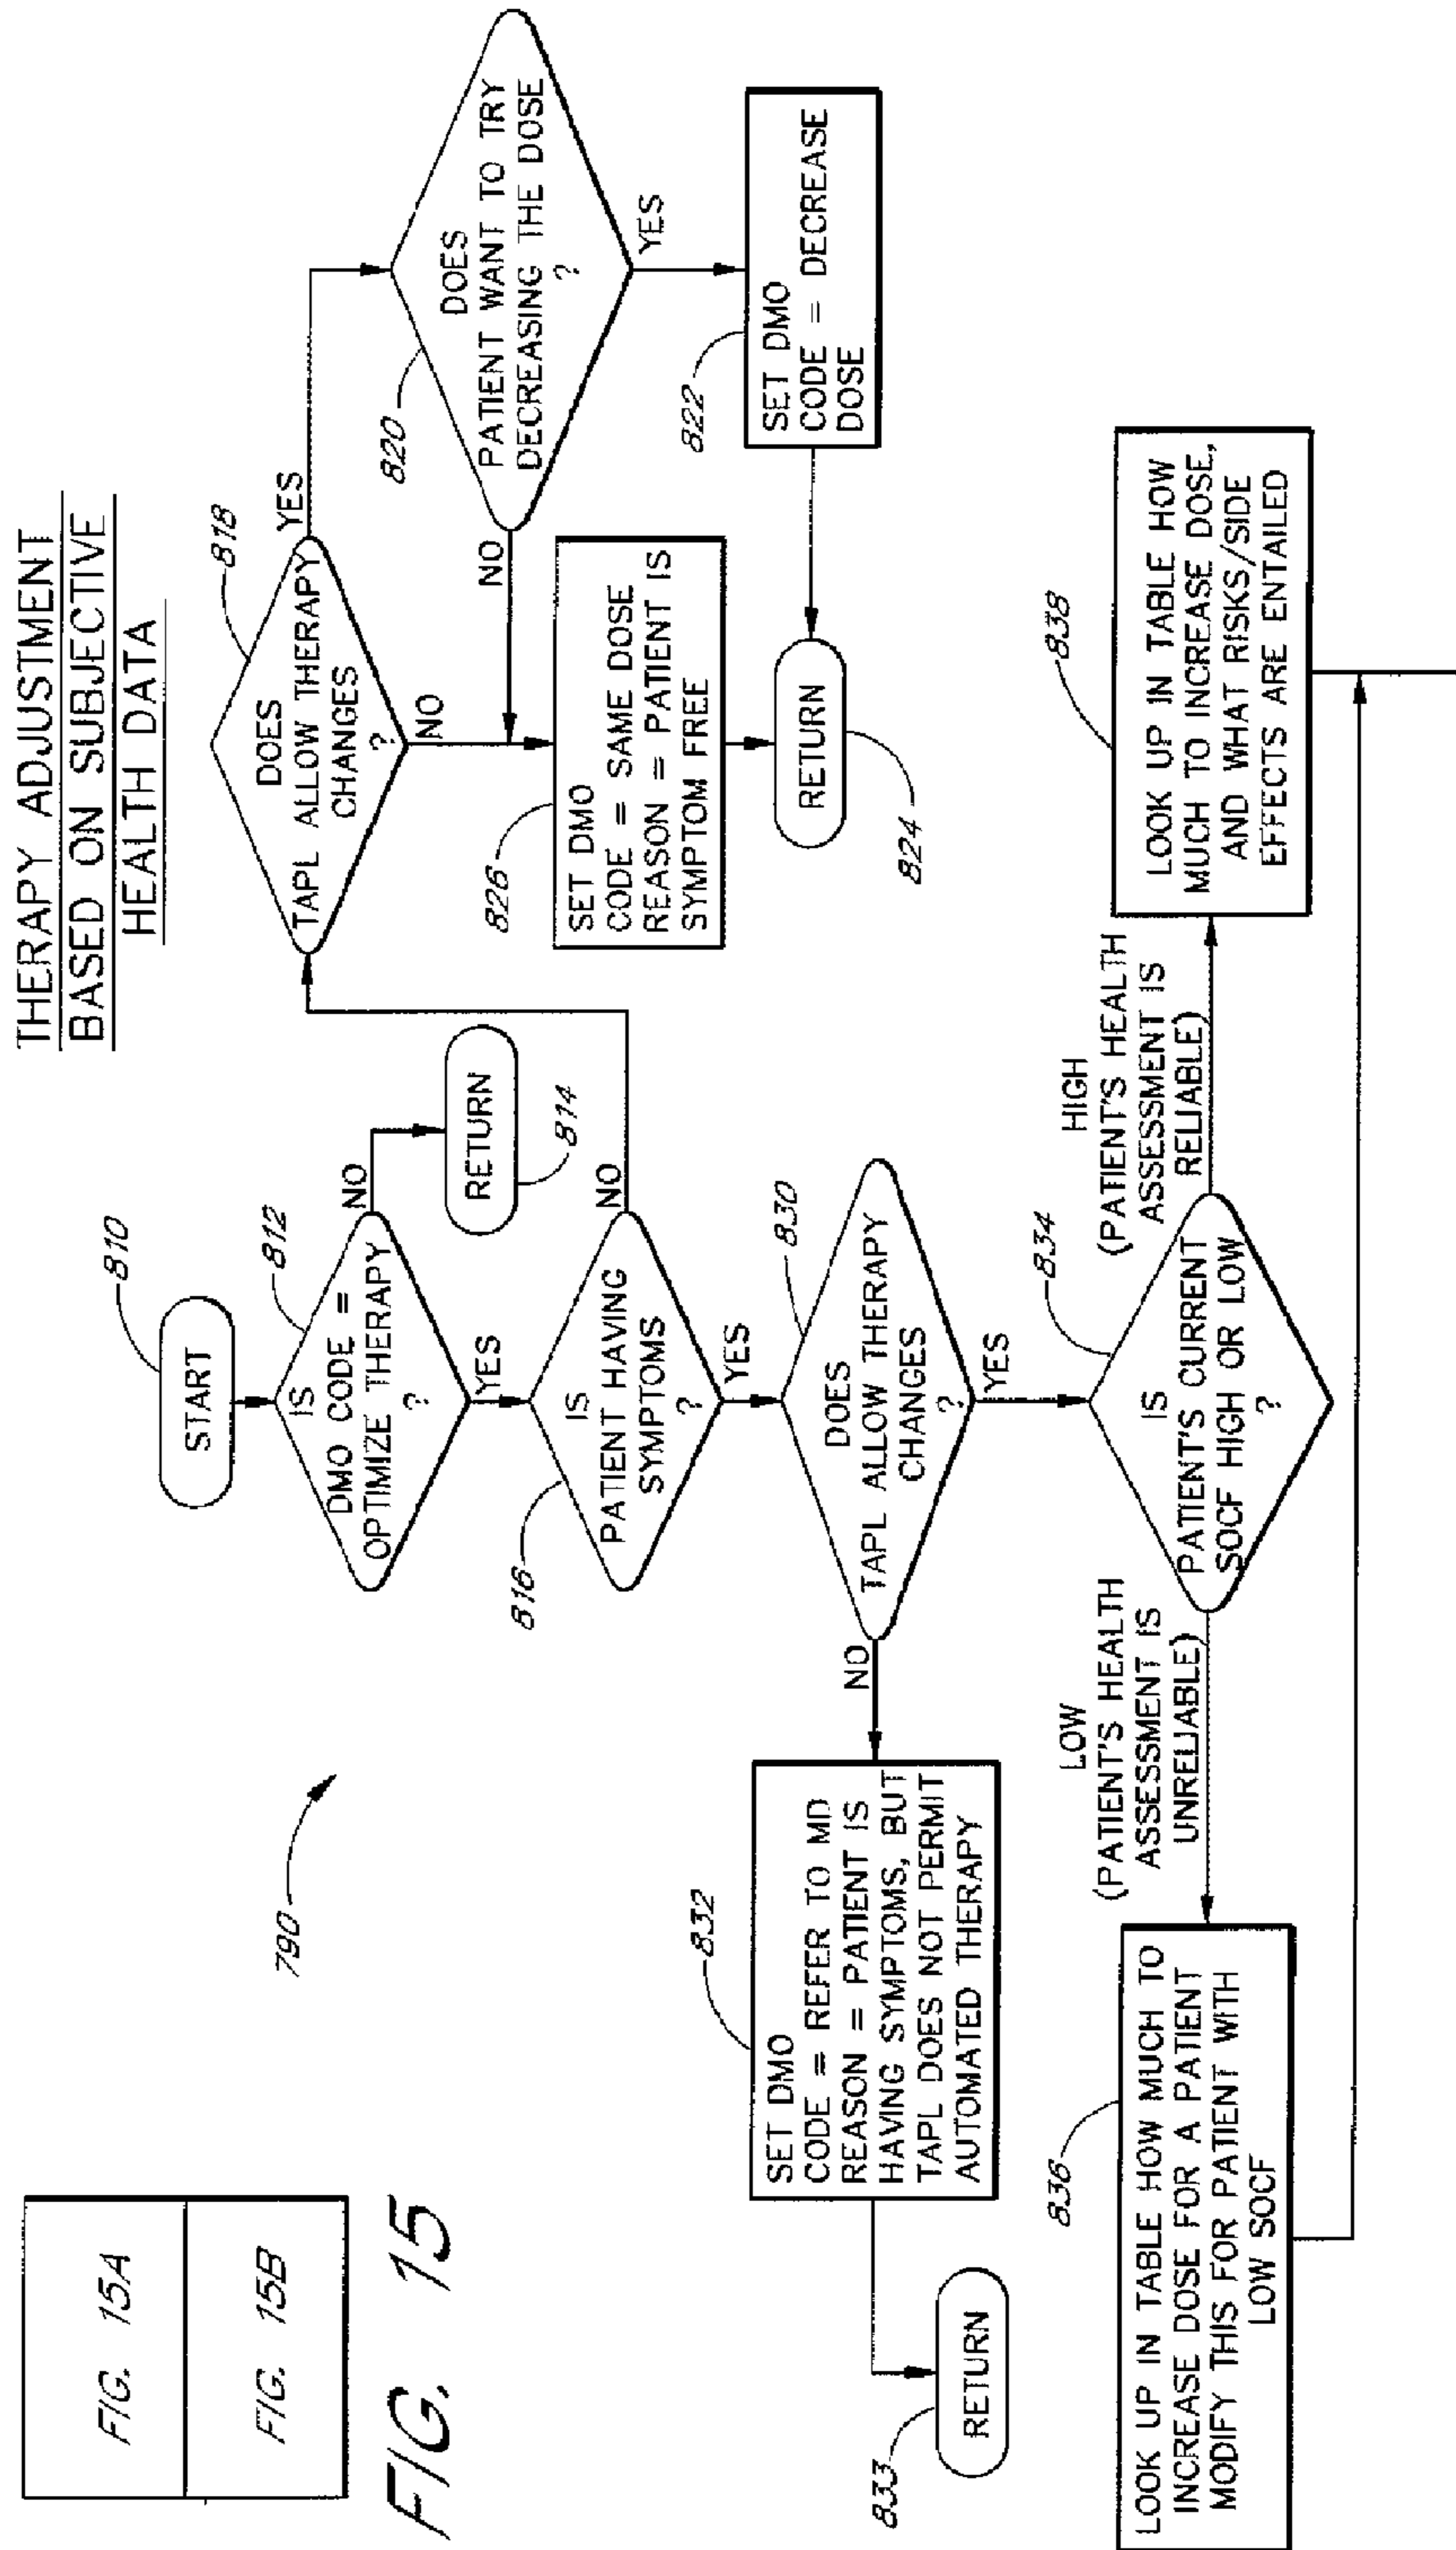 THERAPY ADJUSTMENT
BASED ON SUBJECTIVE
HEALTH DATA
FIG. 15A
FIG. 15B
FIG. 15
790
810
START
812
IS
DMO CODE =
OPTIMIZE THERAPY
?
NO
RETURN
814
YES
816
IS
PATIENT HAVING
SYMPTOMS
?
NO
YES
818
DOES
TAPL ALLOW THERAPY
CHANGES
?
YES
NO
820
DOES
PATIENT WANT TO TRY
DECREASING THE DOSE
?
NO
YES
822
SET DMO
CODE = DECREASE
DOSE
826
SET DMO
CODE = SAME DOSE
REASON = PATIENT IS
SYMPTOM FREE
RETURN
824
830
DOES
TAPL ALLOW THERAPY
CHANGES
?
NO
YES
832
SET DMO
CODE = REFER TO MD
REASON = PATIENT IS
HAVING SYMPTOMS, BUT
TAPL DOES NOT PERMIT
AUTOMATED THERAPY
833
RETURN
834
IS
PATIENT'S CURRENT
SOCF HIGH OR LOW
?
LOW
(PATIENT'S HEALTH
ASSESSMENT IS
UNRELIABLE)
HIGH
(PATIENT'S HEALTH
ASSESSMENT IS
RELIABLE)
836
LOOK UP IN TABLE HOW MUCH TO
INCREASE DOSE FOR A PATIENT
MODIFY THIS FOR PATIENT WITH
LOW SOCF
838
LOOK UP IN TABLE HOW
MUCH TO INCREASE DOSE,
AND WHAT RISKS/SIDE
EFFECTS ARE ENTAILED